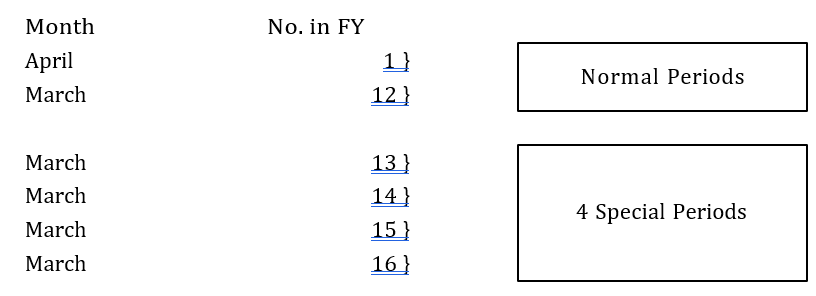 Month No. in FY
April 1 }
Normal Periods
March 12 }
March 13 }
March 14 }
4 Special Periods
March 15 }
March 16 }